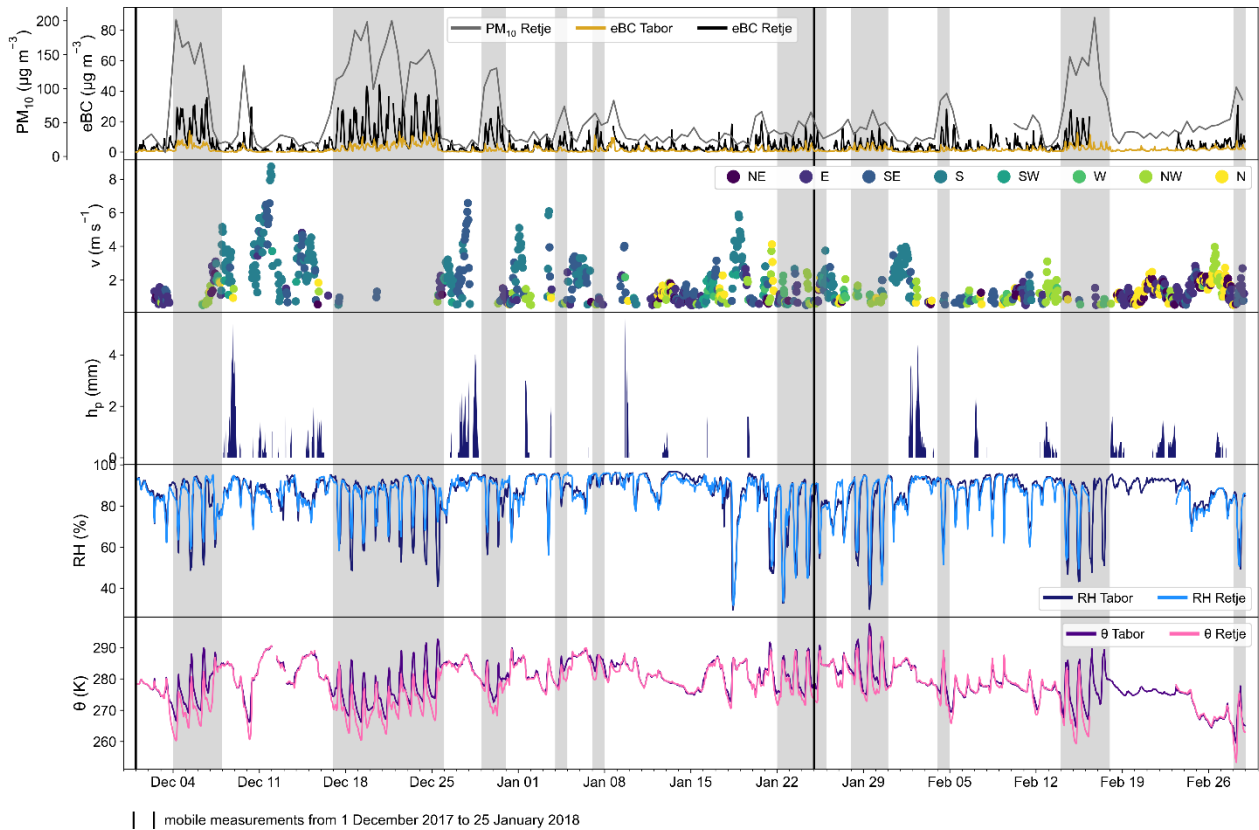 PM₁₀ (µg m⁻³)
eBC (µg m⁻³)
200
150
100
50
0
80
60
40
20
0
PM₁₀ Retje eBC Tabor eBC Retje
v (m s⁻¹)
8
6
4
2
NE E SE S SW W NW N
hₚ (mm)
4
2
0
RH (%)
100
80
60
40
RH Tabor RH Retje
θ (K)
290
280
270
260
θ Tabor θ Retje
Dec 04 Dec 11 Dec 18 Dec 25 Jan 01 Jan 08 Jan 15 Jan 22 Jan 29 Feb 05 Feb 12 Feb 19 Feb 26
mobile measurements from 1 December 2017 to 25 January 2018